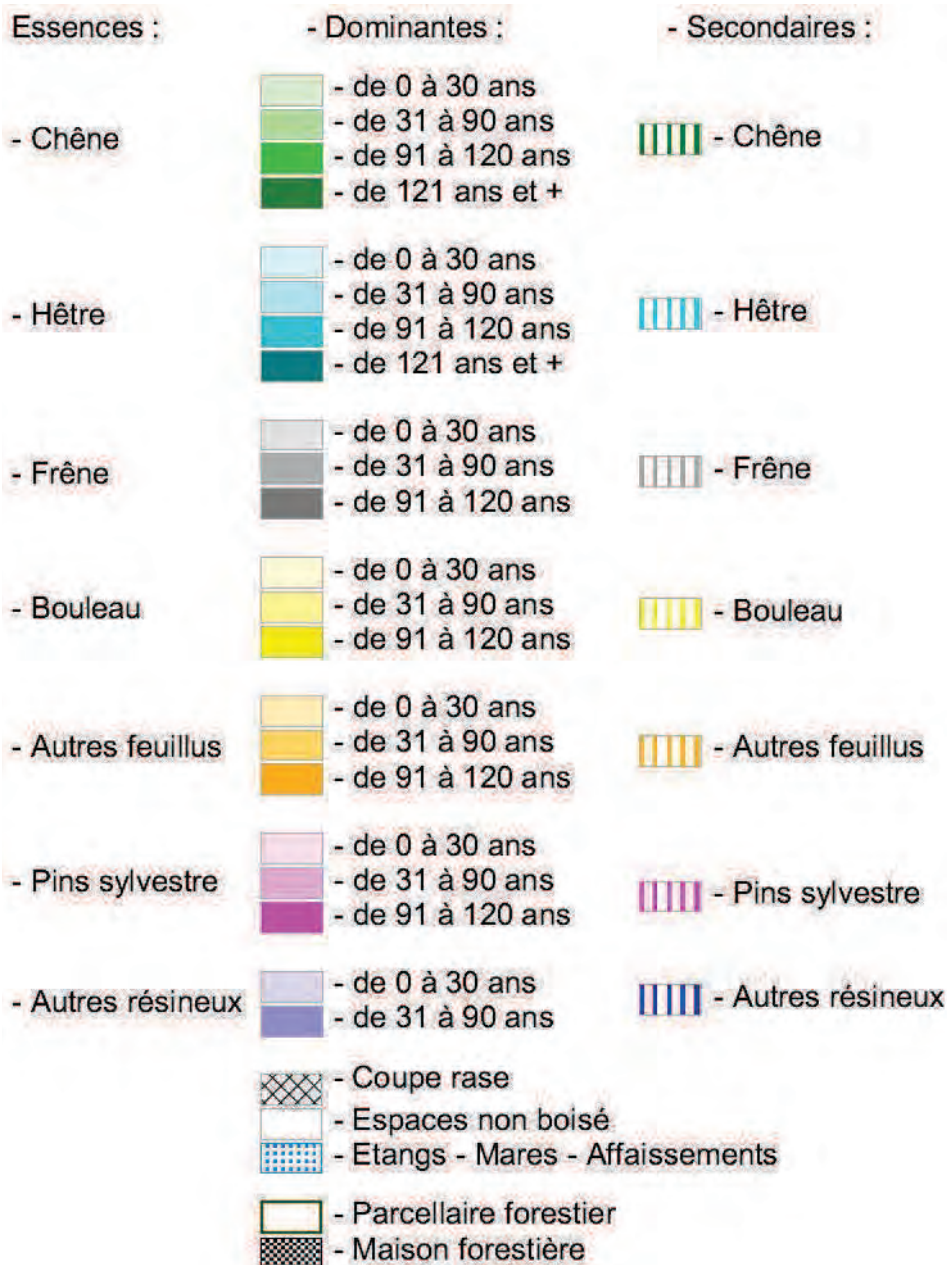 Essences : - Dominantes : - Secondaires :
- de 0 à 30 ans
- de 31 à 90 ans
- Chêne - de 91 à 120 ans - Chêne
- de 121 ans et +
- de 0 à 30 ans
- de 31 à 90 ans
- Hêtre - de 91 à 120 ans - Hêtre
- de 121 ans et +
- de 0 à 30 ans
- Frêne - de 31 à 90 ans - Frêne
- de 91 à 120 ans
- de 0 à 30 ans
- Bouleau - de 31 à 90 ans - Bouleau
- de 91 à 120 ans
- de 0 à 30 ans
- Autres feuillus - de 31 à 90 ans - Autres feuillus
- de 91 à 120 ans
- de 0 à 30 ans
- Pins sylvestre - de 31 à 90 ans - Pins sylvestre
- de 91 à 120 ans
- de 0 à 30 ans
- Autres résineux - de 31 à 90 ans - Autres résineux
- Coupe rase
- Espaces non boisé
- Etangs - Mares - Affaissements
- Parcellaire forestier
- Maison forestière